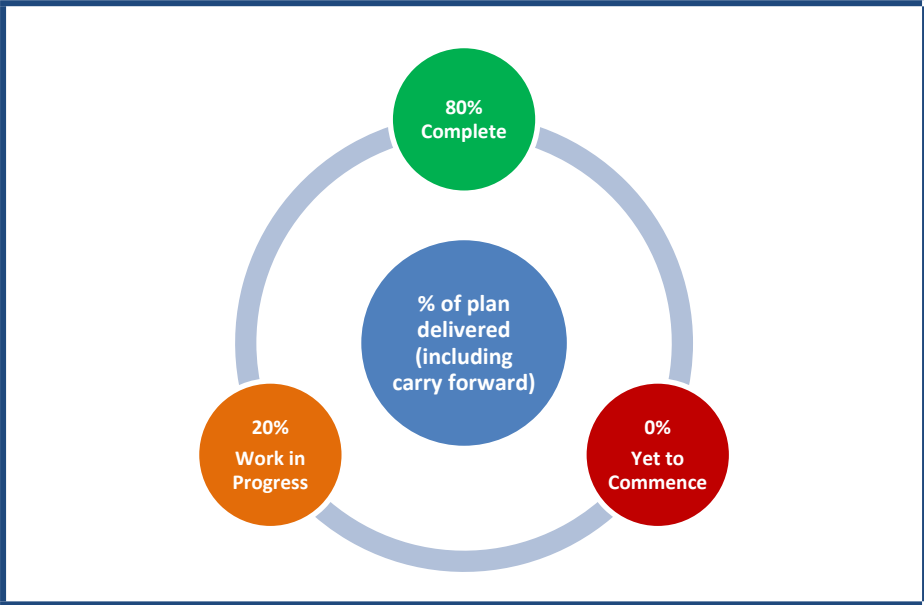 80%
Complete
% of plan
delivered
(including
carry forward)
20%
Work in
Progress
0%
Yet to
Commence